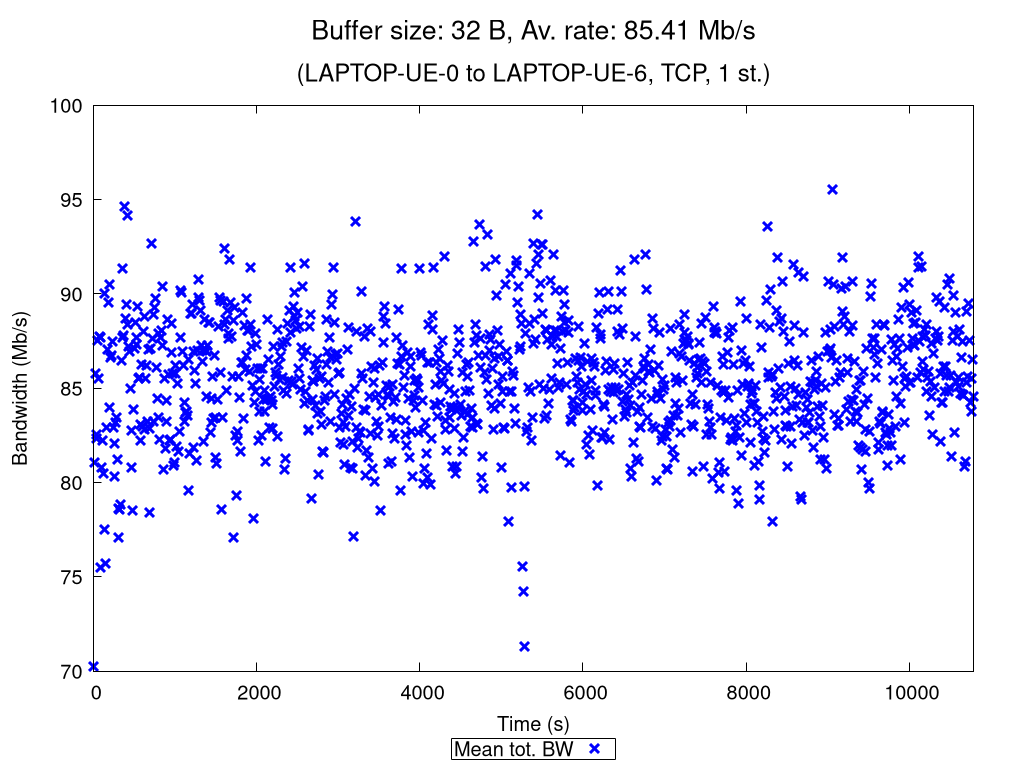 Buffer size: 32 B, Av. rate: 85.41 Mb/s
(LAPTOP-UE-0 to LAPTOP-UE-6, TCP, 1 st.)
100
95
90
85
80
75
70
Bandwidth (Mb/s)
0 2000 4000 6000 8000 10000
Time (s)
Mean tot. BW